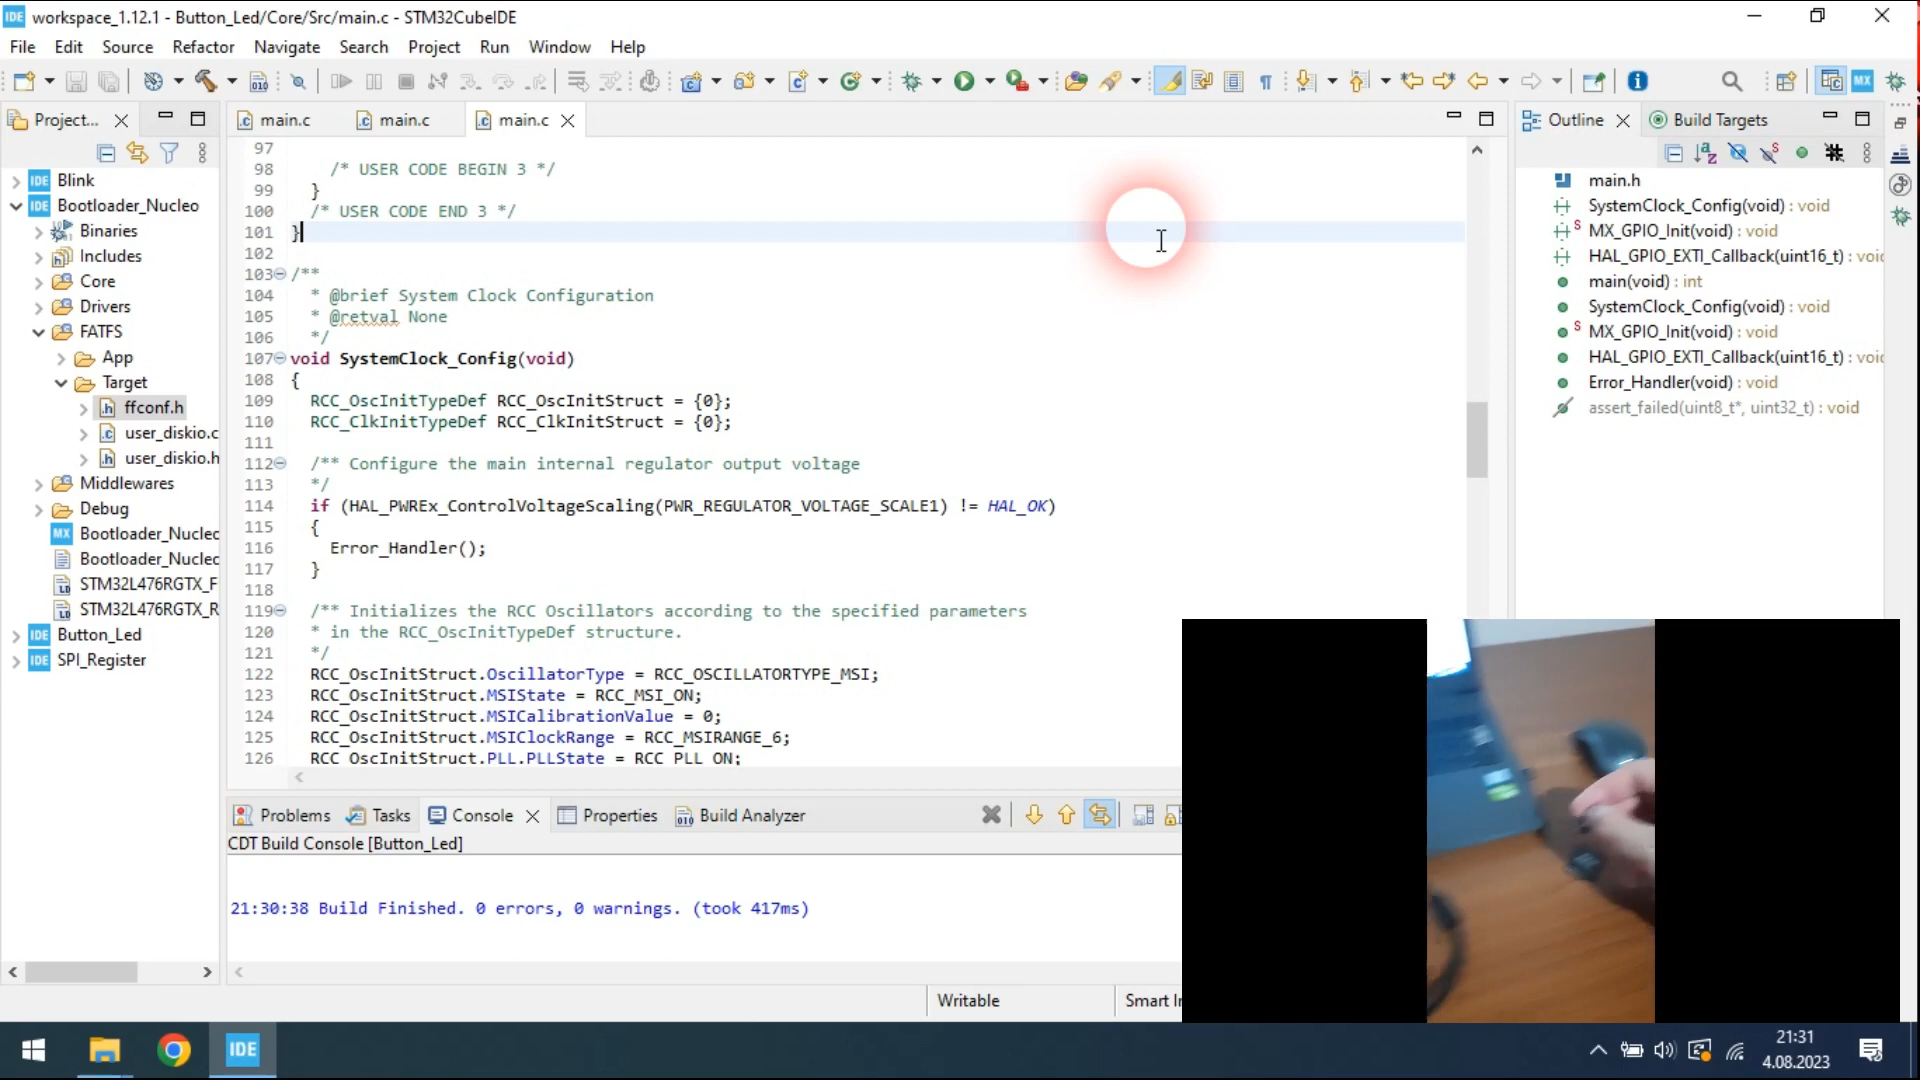 IDE workspace_1.12.1 - Button_Led/Core/Src/main.c - STM32CubeIDE
File Edit Source Refactor Navigate Search Project Run Window Help
Project...
main.c
main.c
main.c
Outline
Build Targets
Blink
Bootloader_Nucleo
Binaries
Includes
Core
Drivers
FATFS
App
Target
ffconf.h
user_diskio.c
user_diskio.h
Middlewares
Debug
Bootloader_Nucleo
Bootloader_Nucleo
STM32L476RGTX_F
STM32L476RGTX_R
Button_Led
SPI_Register
97
98 /* USER CODE BEGIN 3 */
99 }
100 /* USER CODE END 3 */
101 }
102
103 /**
104 * @brief System Clock Configuration
105 * @retval None
106 */
107 void SystemClock_Config(void)
108 {
109 RCC_OscInitTypeDef RCC_OscInitStruct = {0};
110 RCC_ClkInitTypeDef RCC_ClkInitStruct = {0};
111
112 /** Configure the main internal regulator output voltage
113 */
114 if (HAL_PWREx_ControlVoltageScaling(PWR_REGULATOR_VOLTAGE_SCALE1) != HAL_OK)
115 {
116 Error_Handler();
117 }
118
119 /** Initializes the RCC Oscillators according to the specified parameters
120 * in the RCC_OscInitTypeDef structure.
121 */
122 RCC_OscInitStruct.OscillatorType = RCC_OSCILLATORTYPE_MSI;
123 RCC_OscInitStruct.MSIState = RCC_MSI_ON;
124 RCC_OscInitStruct.MSICalibrationValue = 0;
125 RCC_OscInitStruct.MSIClockRange = RCC_MSIRANGE_6;
126 RCC_OscInitStruct.PLL.PLLState = RCC_PLL_ON;
main.h
SystemClock_Config(void) : void
MX_GPIO_Init(void) : void
HAL_GPIO_EXTI_Callback(uint16_t) : void
main(void) : int
SystemClock_Config(void) : void
MX_GPIO_Init(void) : void
HAL_GPIO_EXTI_Callback(uint16_t) : void
Error_Handler(void) : void
assert_failed(uint8_t*, uint32_t) : void
Problems Tasks Console Properties Build Analyzer
CDT Build Console [Button_Led]
21:30:38 Build Finished. 0 errors, 0 warnings. (took 417ms)
Writable
Smart In
IDE
21:31
4.08.2023